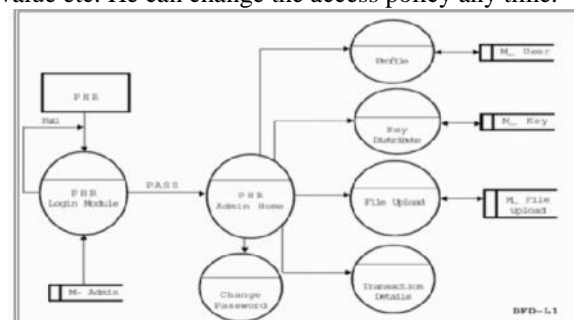 value etc. He can change the access policy any time.
Profile
M_ User
PHR
Fail
Key
Distribute
M_ Key
PHR
Login Module
PASS
PHR
Admin Home
File Upload
M_ File
Upload
M- Admin
Change
Password
Transaction
Details
DFD-L1